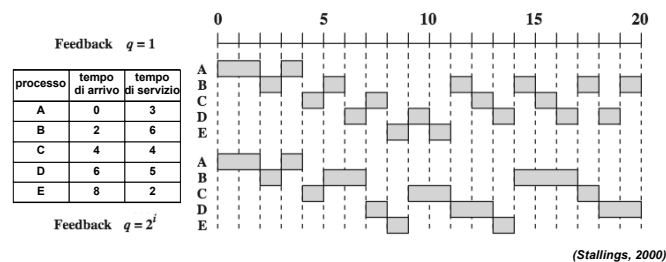 0 5 10 15 20
Feedback q = 1
processo tempo di arrivo tempo di servizio
A 0 3
B 2 6
C 4 4
D 6 5
E 8 2
Feedback q = 2^i
A
B
C
D
E
A
B
C
D
E
(Stallings, 2000)